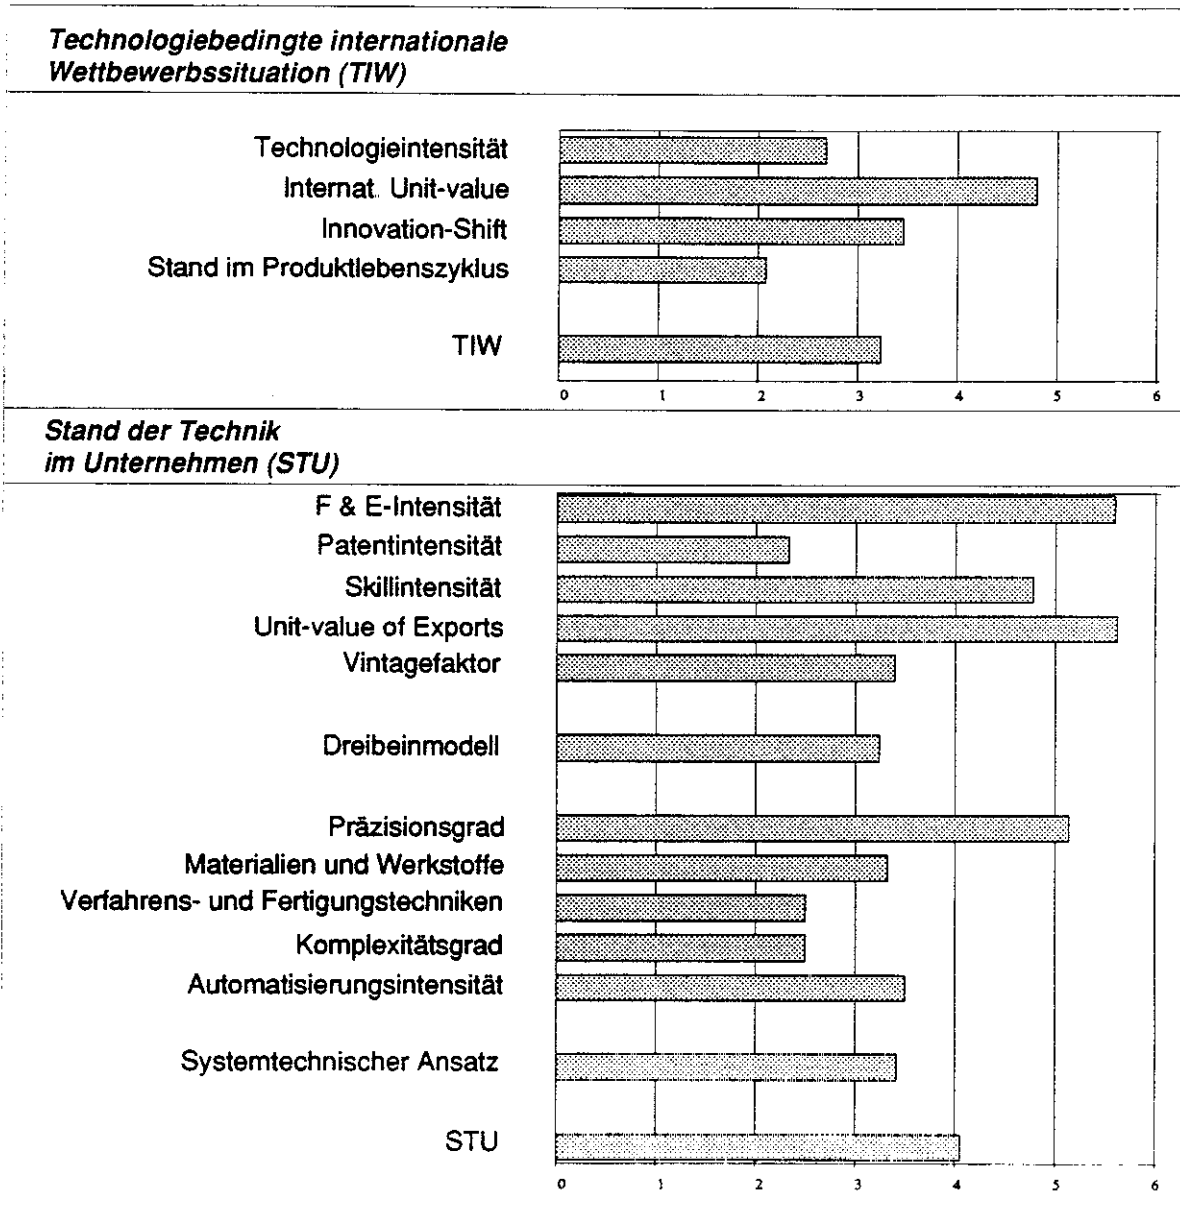 Technologiebedingte internationale
Wettbewerbssituation (TIW)
Technologieintensität
Internat. Unit-value
Innovation-Shift
Stand im Produktlebenszyklus
TIW
0 1 2 3 4 5 6
Stand der Technik
im Unternehmen (STU)
F & E-Intensität
Patentintensität
Skillintensität
Unit-value of Exports
Vintagefaktor
Dreibeinmodell
Präzisionsgrad
Materialien und Werkstoffe
Verfahrens- und Fertigungstechniken
Komplexitätsgrad
Automatisierungsintensität
Systemtechnischer Ansatz
STU
0 1 2 3 4 5 6